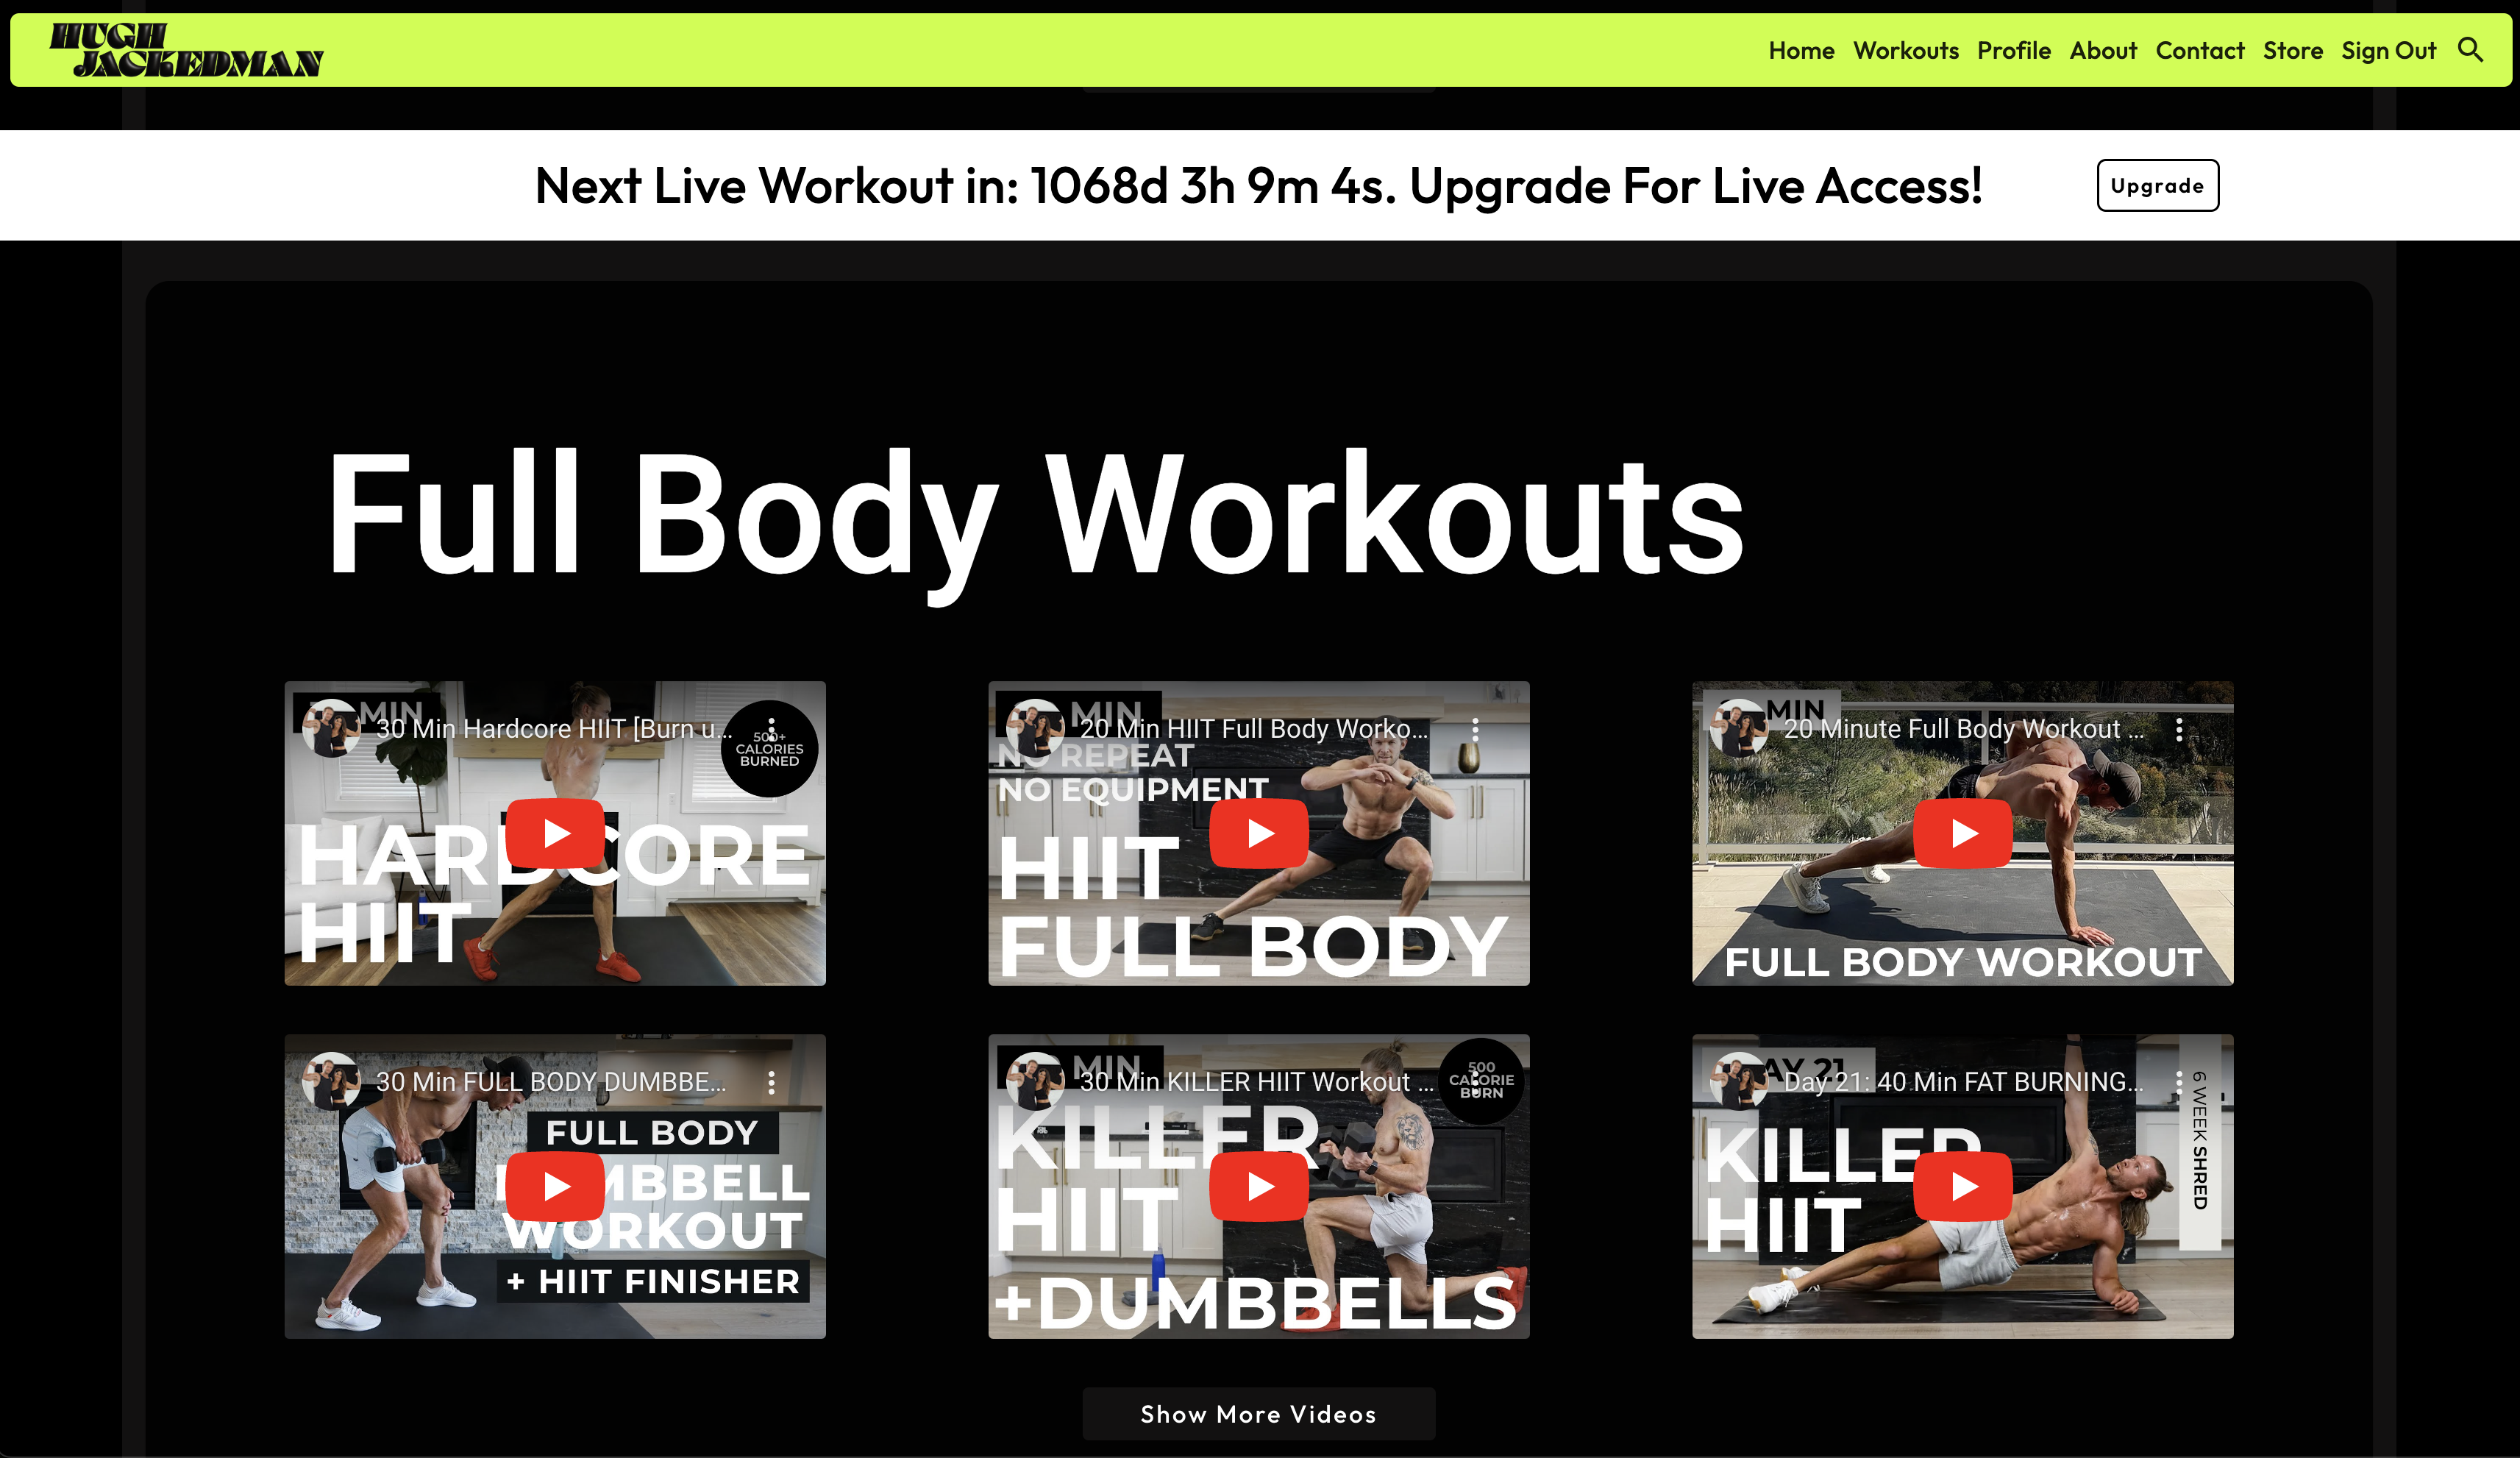 HUGH
JACKEDMAN
Home Workouts Profile About Contact Store Sign Out
Next Live Workout in: 1068d 3h 9m 4s. Upgrade For Live Access!
Upgrade
Full Body Workouts
MIN
30 Min Hardcore HIIT [Burn u...
500+
CALORIES
BURNED
HARDCORE
HIIT
MIN
20 Min HIIT Full Body Worko...
NO REPEAT
NO EQUIPMENT
HIIT
FULL BODY
MIN
20 Minute Full Body Workout ...
FULL BODY WORKOUT
30 Min FULL BODY DUMBBE...
FULL BODY
DUMBBELL
WORKOUT
+ HIIT FINISHER
MIN
30 Min KILLER HIIT Workout ...
500
CALORIE
BURN
KILLER
HIIT
+DUMBBELLS
DAY 21
Day 21: 40 Min FAT BURNING...
6 WEEK SHRED
KILLER
HIIT
Show More Videos